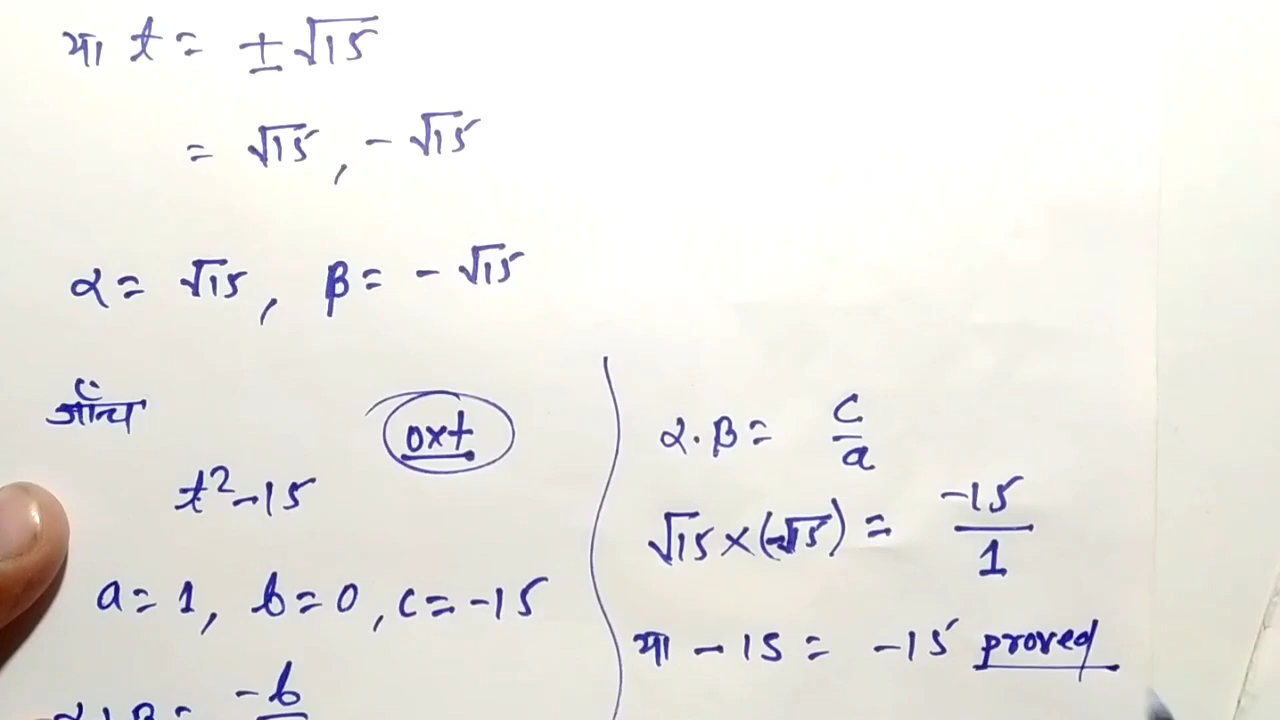 या t = ±√15
= √15, -√15
α = √15, β = - √15
जाँच
0xt
t² - 15
a = 1, b = 0, c = -15
α + β = -b
α . β = c/a
√15 × (-√15) = -15/1
या - 15 = -15 proved